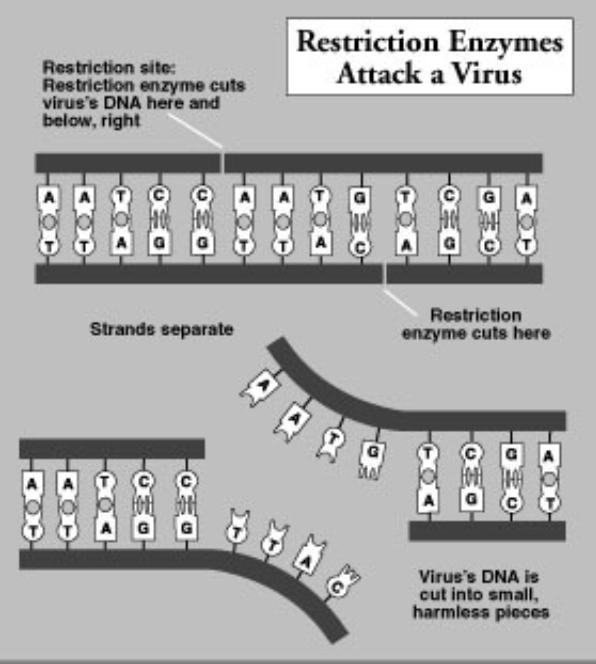 Restriction Enzymes
Attack a Virus
Restriction site:
Restriction enzyme cuts
virus's DNA here and
below, right
A A T C C A A T G T C G A
T T A G G T T A C A G C T
Restriction
enzyme cuts here
Strands separate
A A T G
T C G A
A G C T
A A T C C
T T A G G
T T A C
Virus's DNA is
cut into small,
harmless pieces